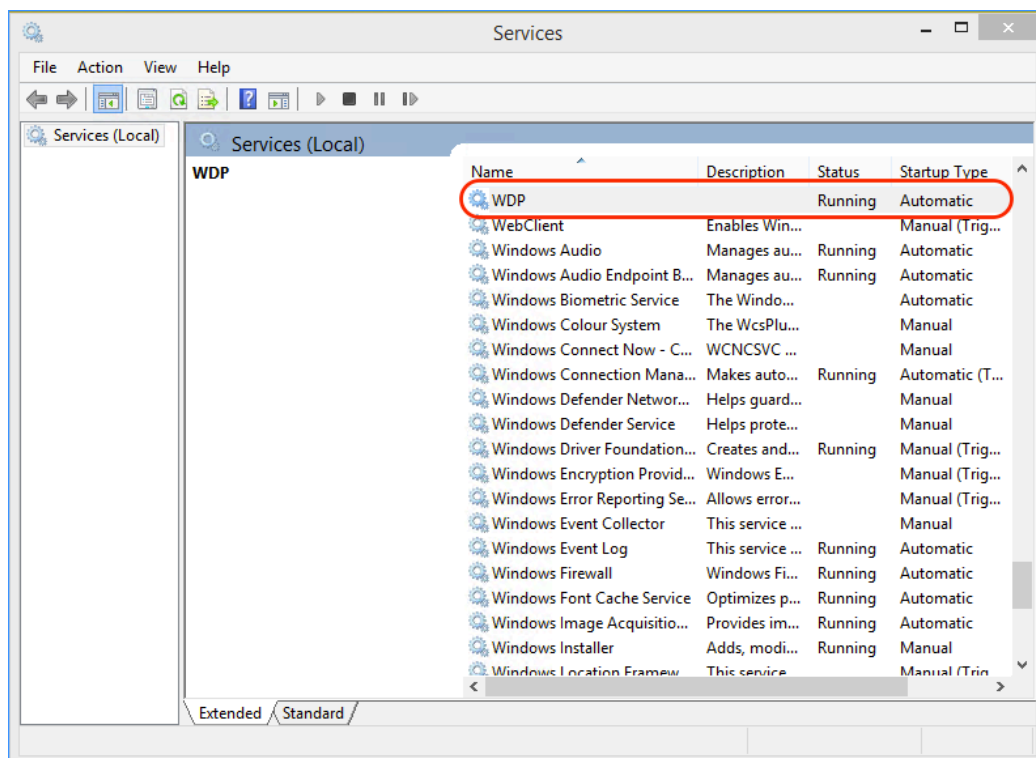 Services
File Action View Help
Services (Local)
Services (Local)
WDP
Name Description Status Startup Type
WDP Running Automatic
WebClient Enables Win... Manual (Trig...
Windows Audio Manages au... Running Automatic
Windows Audio Endpoint B... Manages au... Running Automatic
Windows Biometric Service The Windo... Automatic
Windows Colour System The WcsPlu... Manual
Windows Connect Now - C... WCNCSVC ... Manual
Windows Connection Mana... Makes auto... Running Automatic (T...
Windows Defender Networ... Helps guard... Manual
Windows Defender Service Helps prote... Manual
Windows Driver Foundation... Creates and... Running Manual (Trig...
Windows Encryption Provid... Windows E... Manual (Trig...
Windows Error Reporting Se... Allows error... Manual (Trig...
Windows Event Collector This service ... Manual
Windows Event Log This service ... Running Automatic
Windows Firewall Windows Fi... Running Automatic
Windows Font Cache Service Optimizes p... Running Automatic
Windows Image Acquisitio... Provides im... Running Automatic
Windows Installer Adds, modi... Running Manual
Windows Location Framew... This service ... Manual (Trig...
Extended Standard